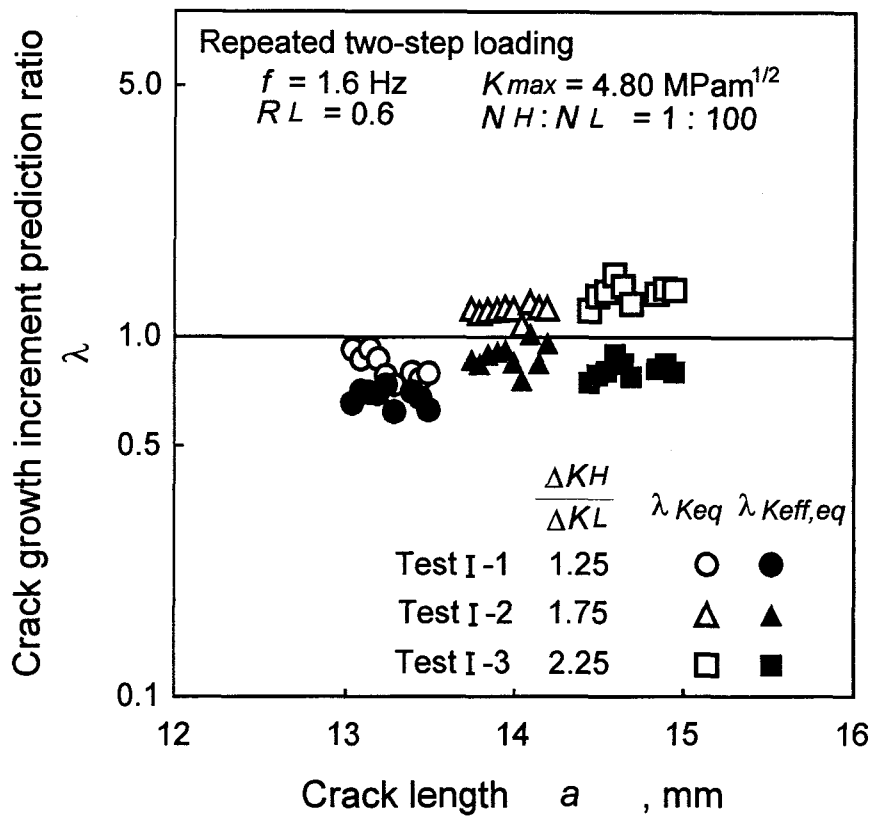 Crack growth increment prediction ratio
λ
Repeated two-step loading
f = 1.6 Hz Kmax = 4.80 MPam1/2
RL = 0.6 NH:NL = 1 : 100
5.0
1.0
0.5
0.1
ΔKH
ΔKL
λKeq λKeff,eq
Test I-1 1.25
Test I-2 1.75
Test I-3 2.25
12 13 14 15 16
Crack length a , mm